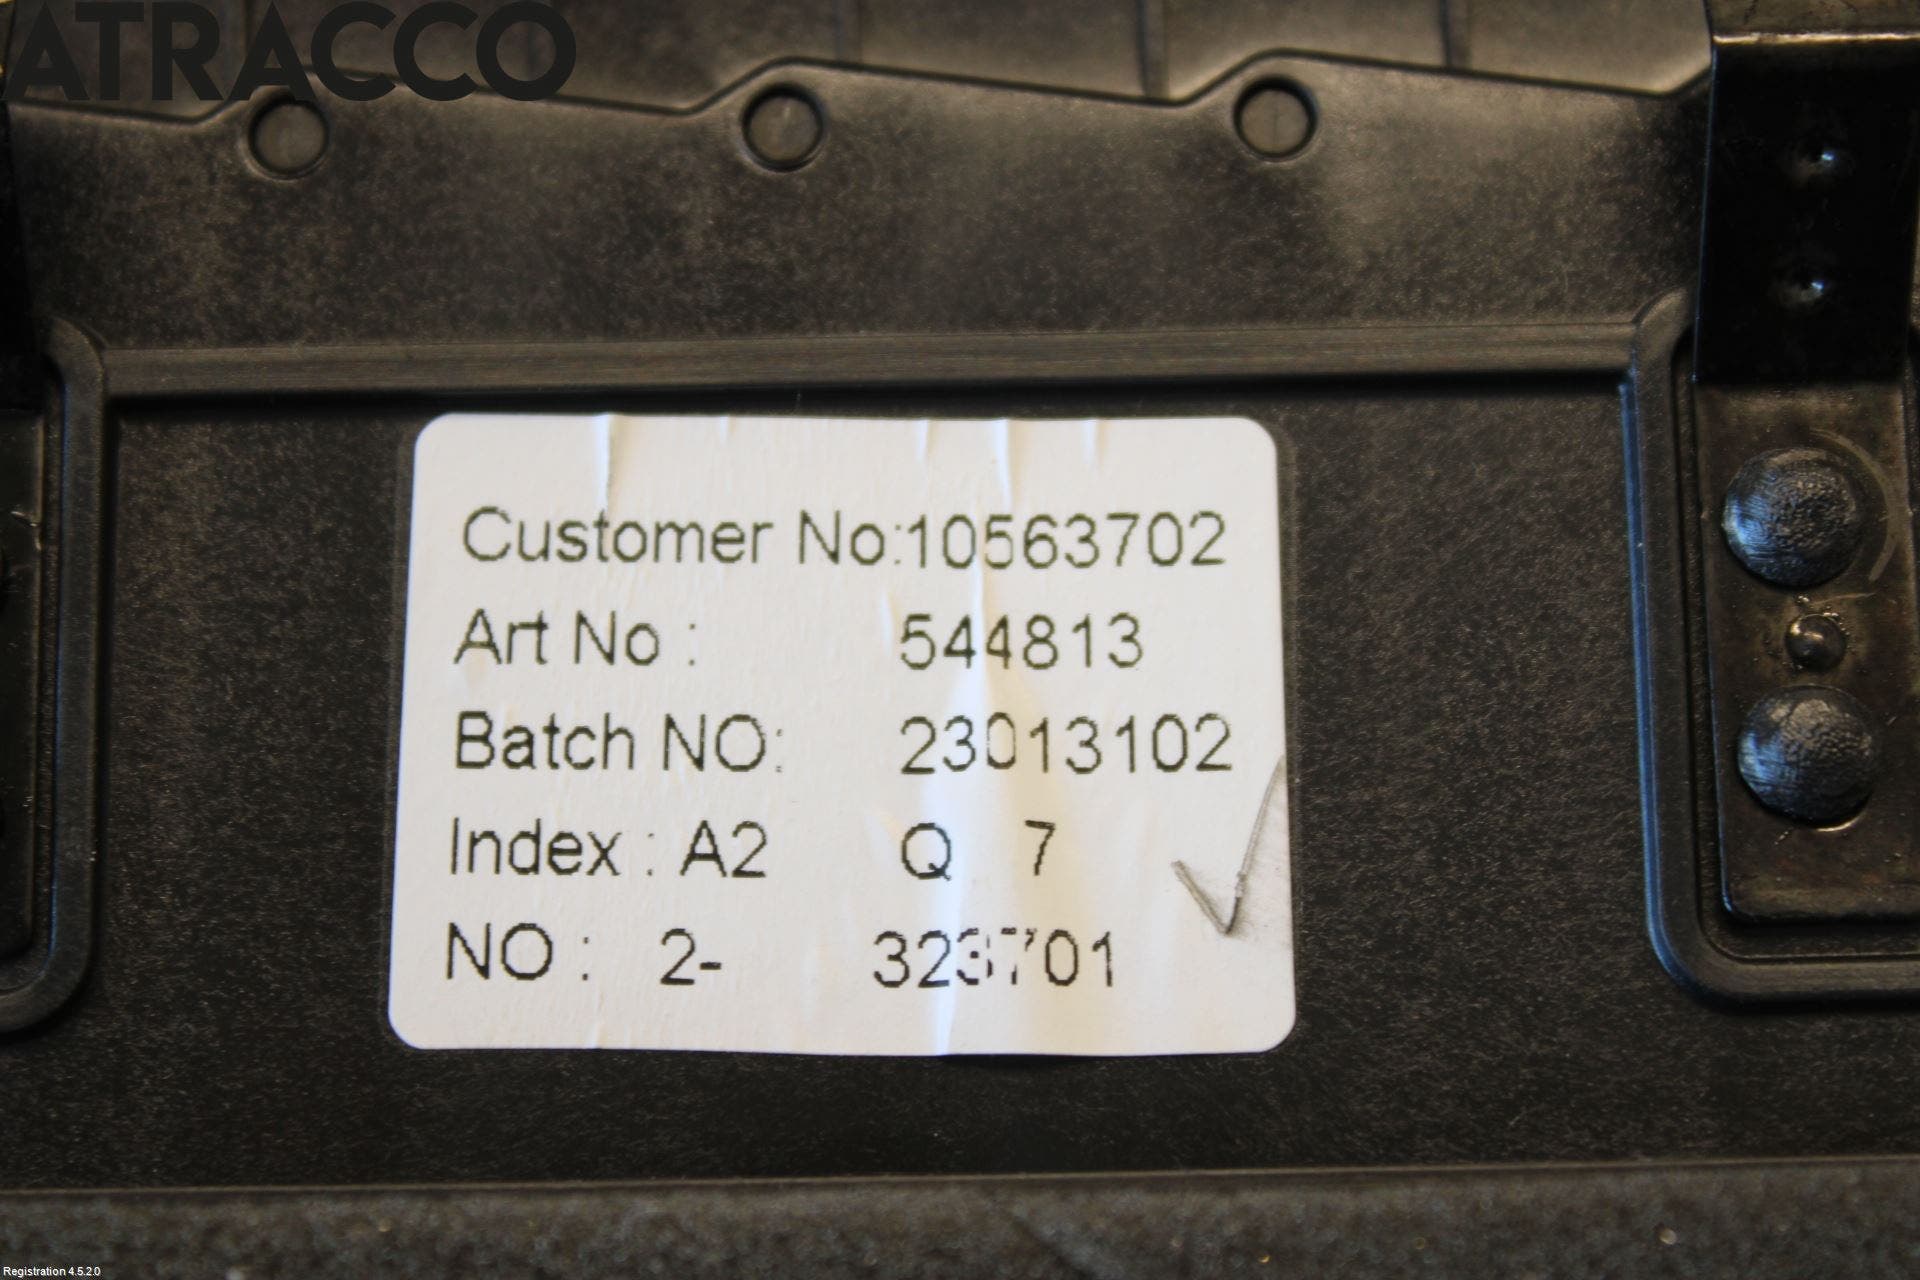 ATRACCO
Customer No:10563702
Art No : 544813
Batch NO: 23013102
Index : A2 Q 7
NO : 2- 323701
Registration 4.5.2.0